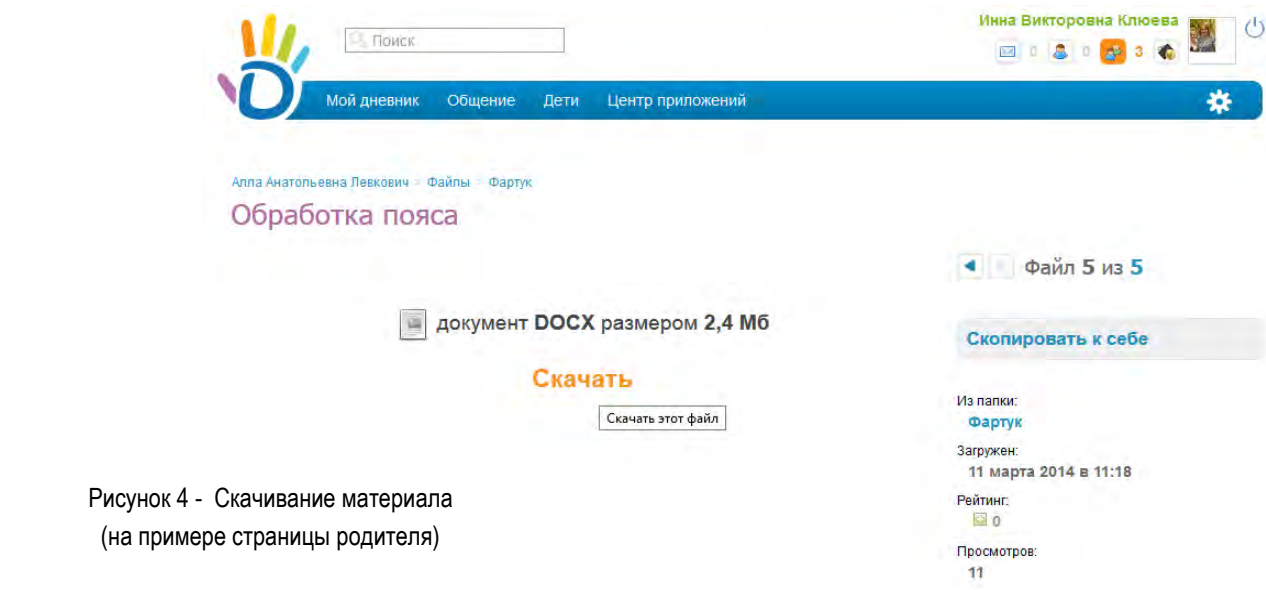 Инна Викторовна Клюева
Поиск
0 0 3
Мой дневник Общение Дети Центр приложений
Алла Анатольевна Левкович > Файлы > Фартук
Обработка пояса
Файл 5 из 5
документ DOCX размером 2,4 Мб
Скопировать к себе
Скачать
Скачать этот файл
Из папки:
Фартук
Загружен:
11 марта 2014 в 11:18
Рейтинг:
0
Просмотров:
11
Рисунок 4 - Скачивание материала
(на примере страницы родителя)